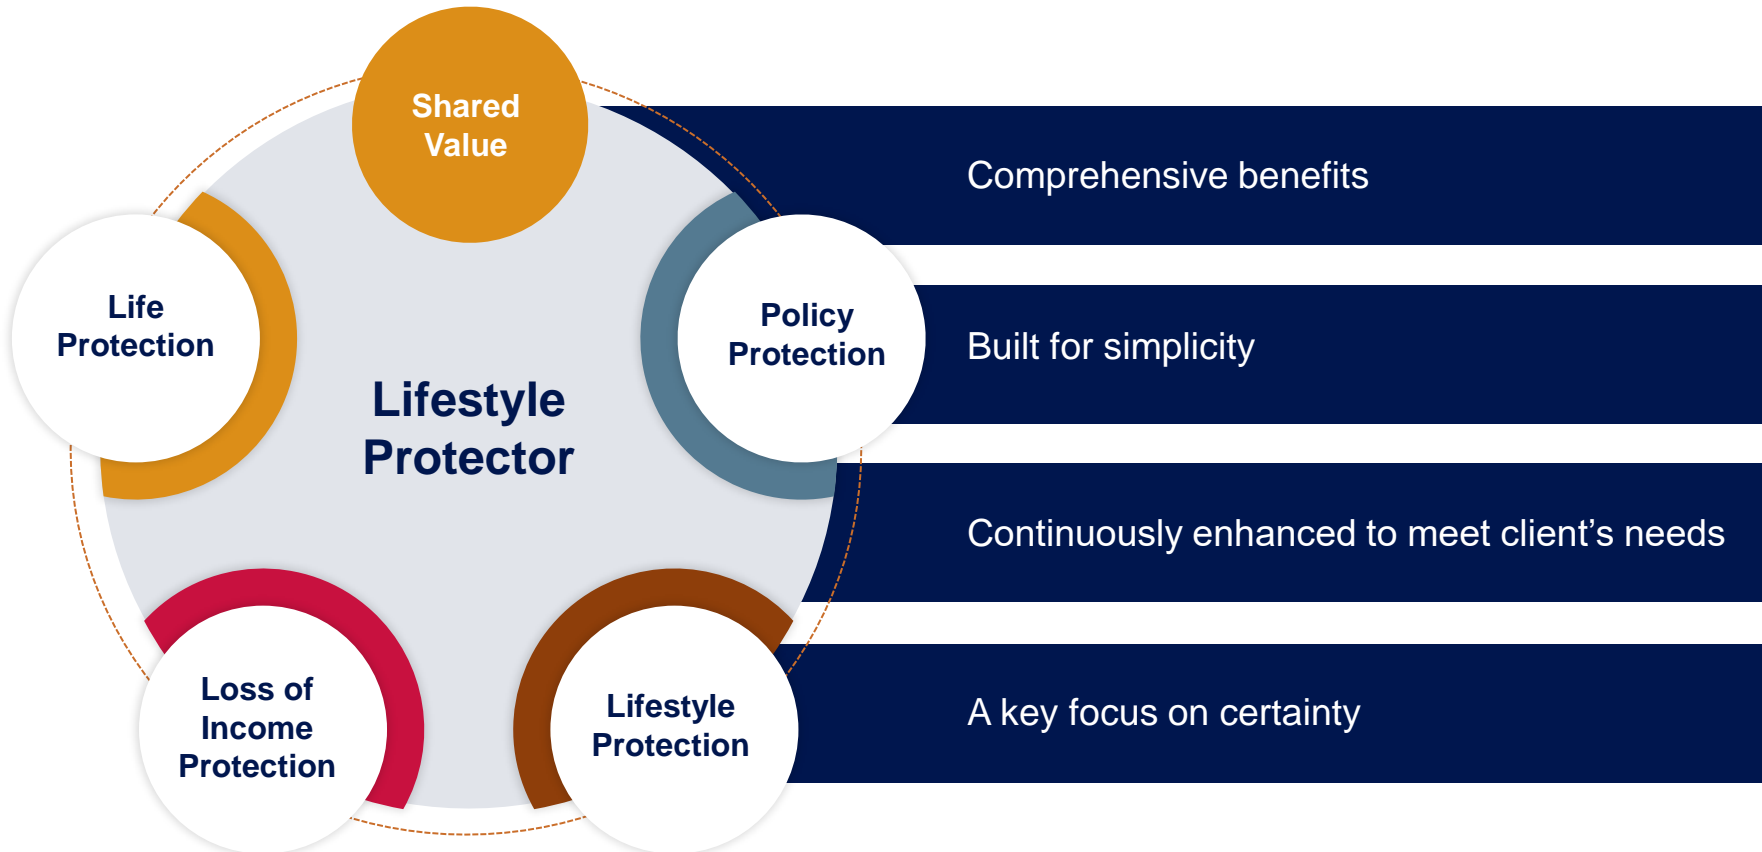 Shared
Value
Life
Protection
Policy
Protection
Lifestyle
Protector
Loss of
Income
Protection
Lifestyle
Protection
Comprehensive benefits
Built for simplicity
Continuously enhanced to meet client’s needs
A key focus on certainty